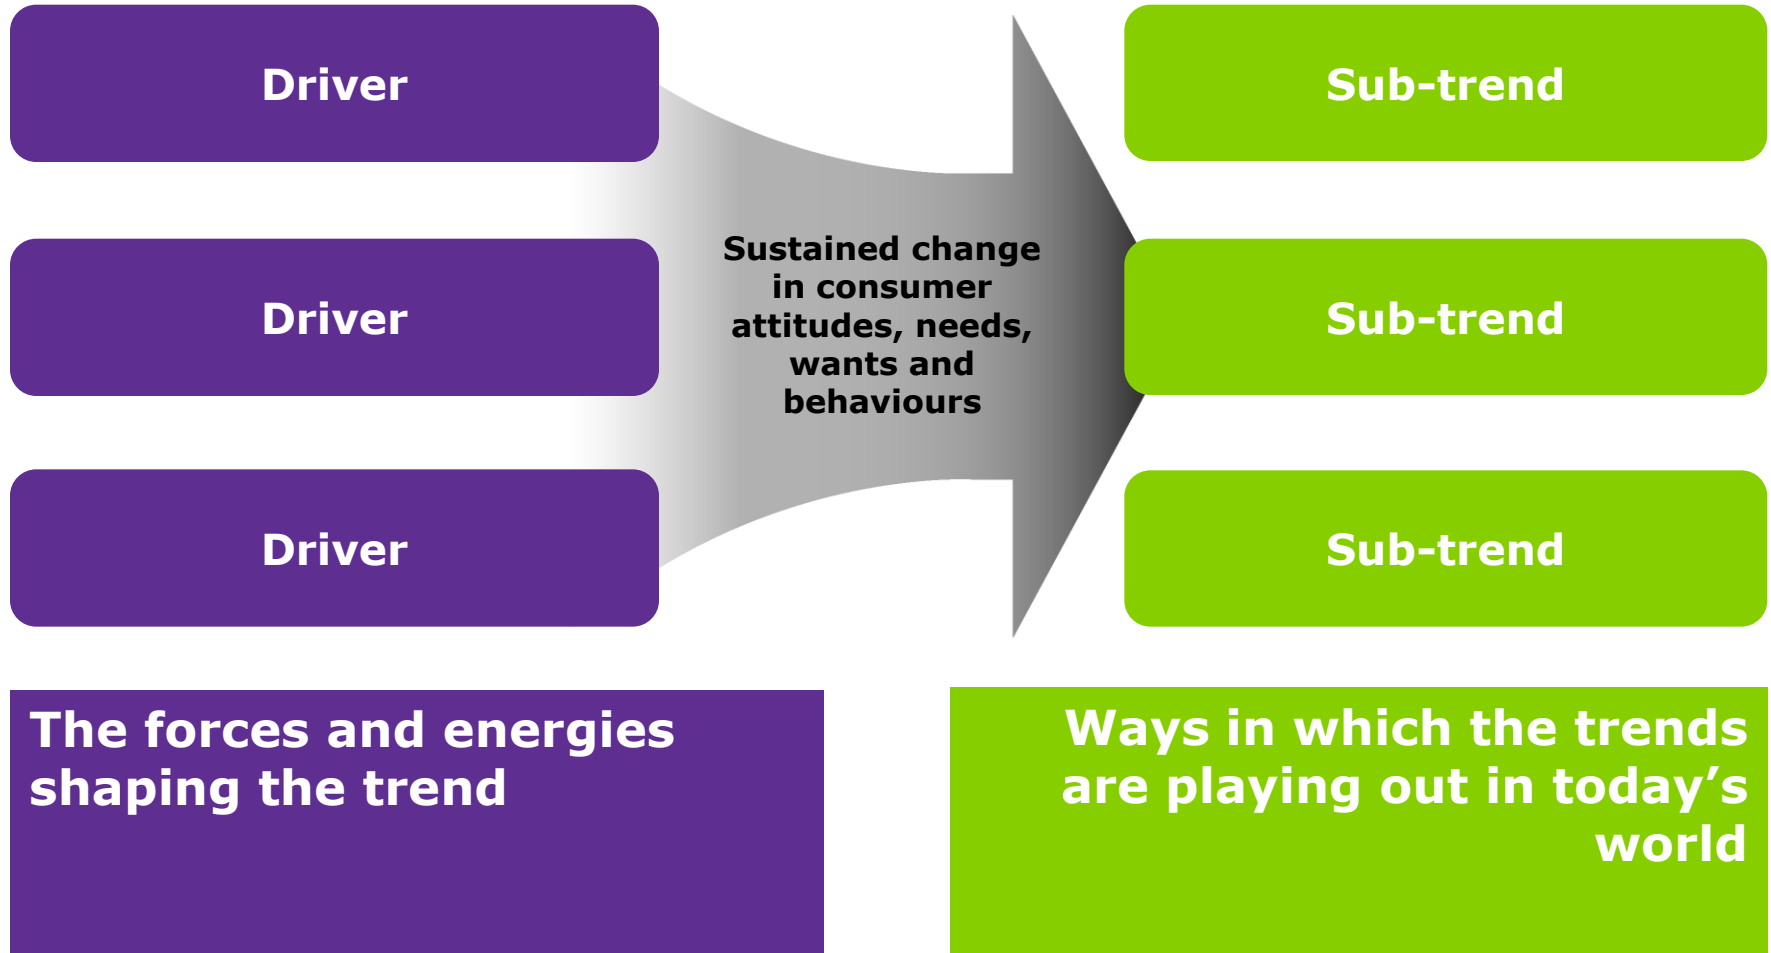 Driver
Sub-trend
Driver
Sustained change
in consumer
attitudes, needs,
wants and
behaviours
Sub-trend
Driver
Sub-trend
The forces and energies
shaping the trend
Ways in which the trends
are playing out in today’s
world